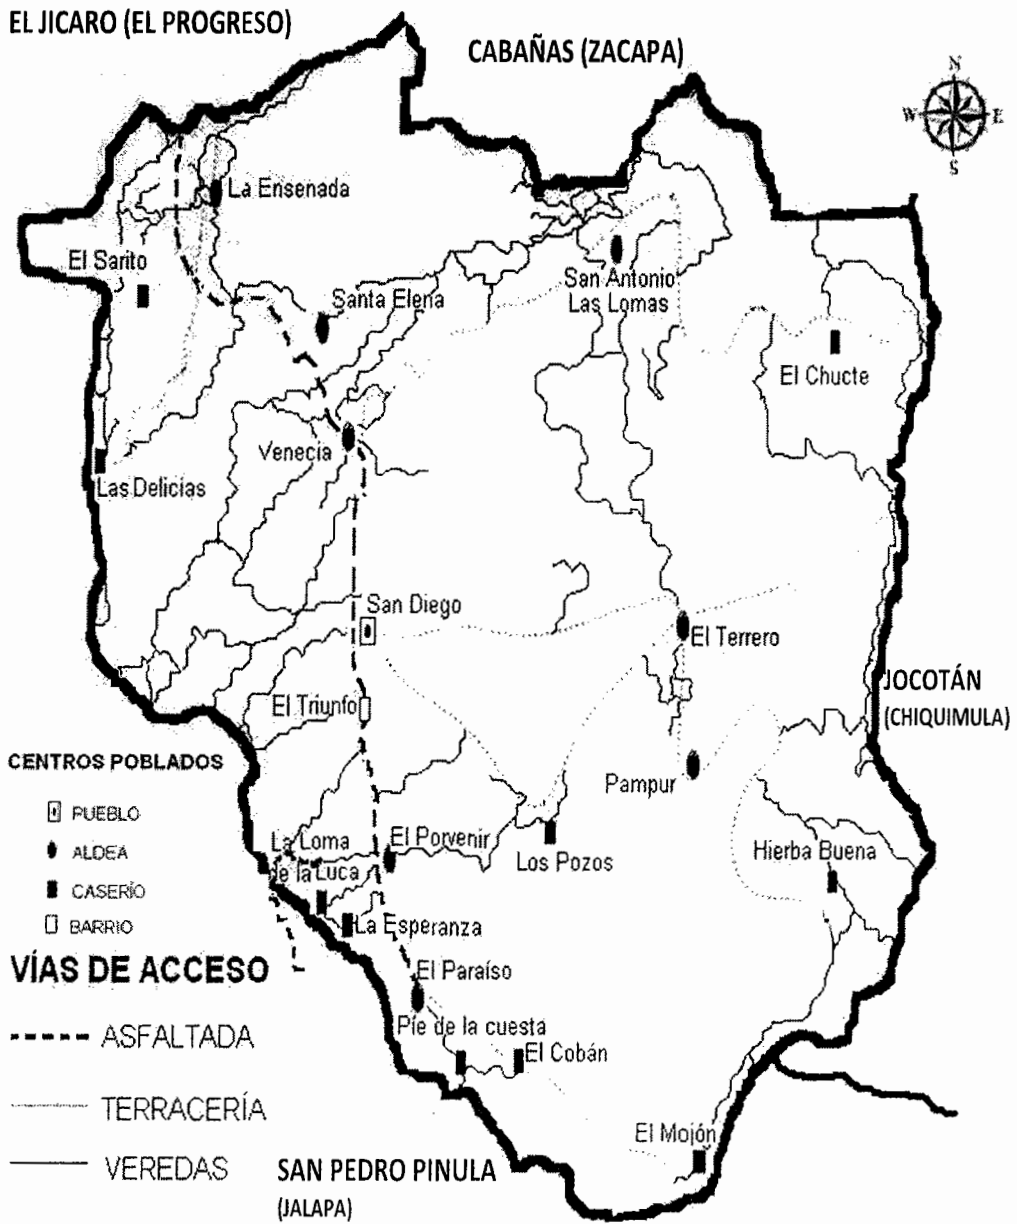 EL JICARO (EL PROGRESO)
CABAÑAS (ZACAPA)
N
W E
S
La Ensenada
El Sarito
San Antonio
Las Lomas
Santa Elena
El Chucte
Venecia
Las Delicias
San Diego
El Terrero
JOCOTÁN
(CHIQUIMULA)
El Triunfo
CENTROS POBLADOS
PUEBLO
ALDEA
CASERÍO
BARRIO
Pampur
La Loma
de la Luca
El Porvenir
Los Pozos
Hierba Buena
La Esperanza
VÍAS DE ACCESO
ASFALTADA
TERRACERÍA
VEREDAS
El Paraíso
Píe de la cuesta
El Cobán
El Mojón
SAN PEDRO PINULA
(JALAPA)